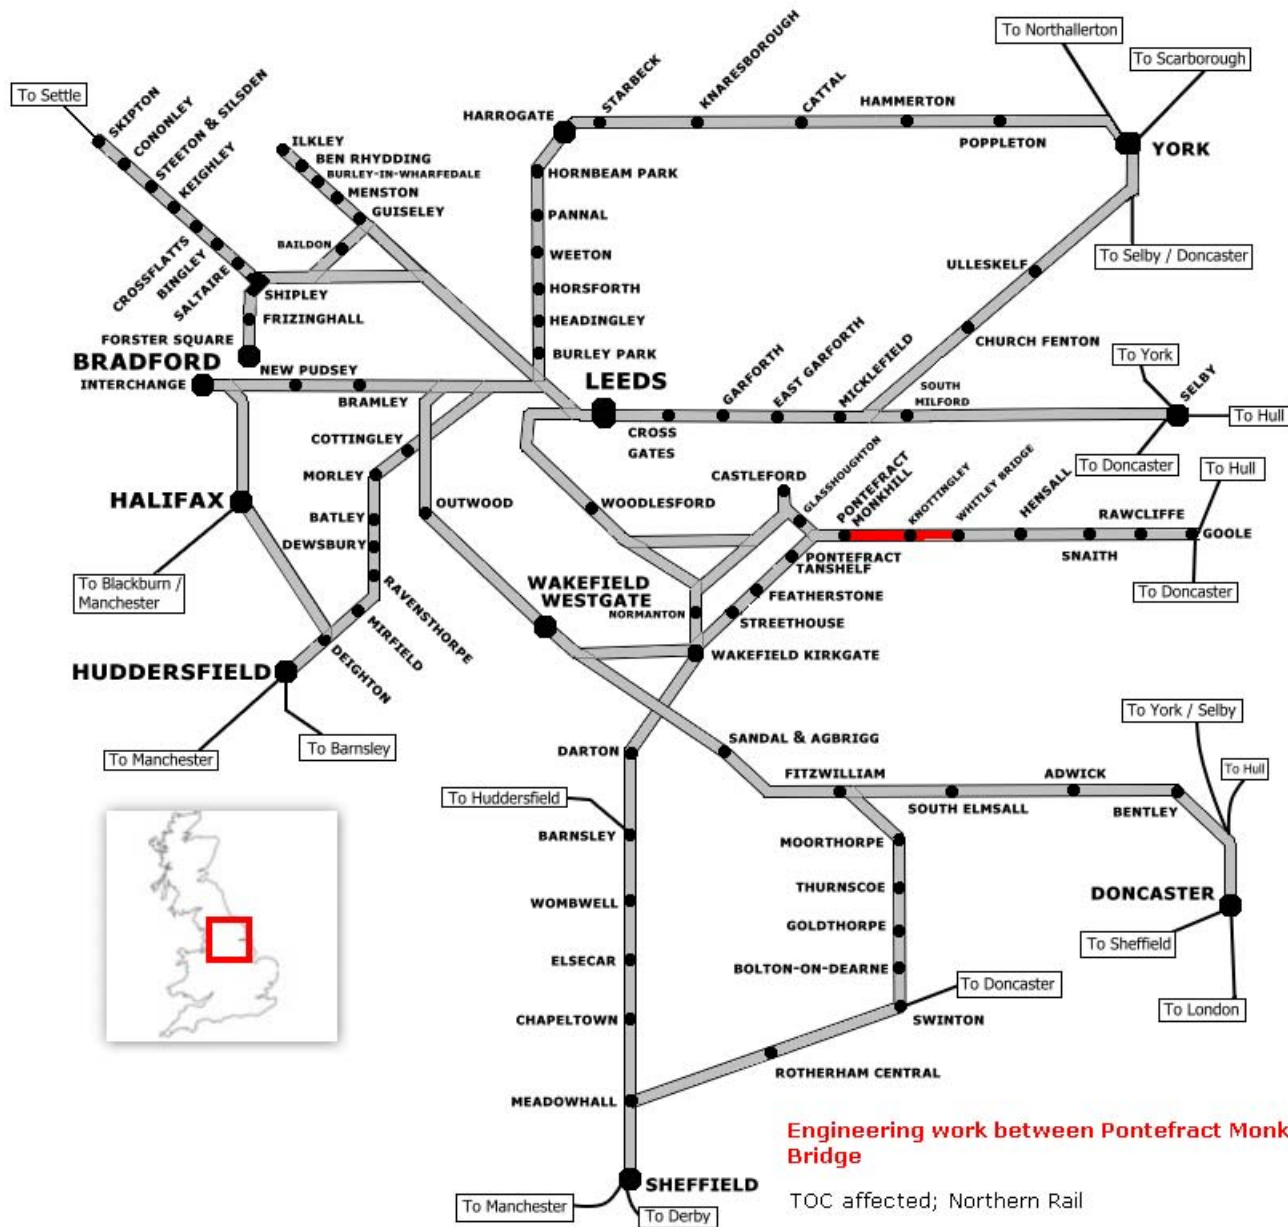 To Northallerton
To Scarborough
To Settle
SKIPTON
CONONLEY
STEETON & SILSDEN
KEIGHLEY
CROSSFLATTS
BINGLEY
SALTAIRE
SHIPLEY
FRIZINGHALL
FORSTER SQUARE
BRADFORD
INTERCHANGE
ILKLEY
BEN RHYDDING
BURLEY-IN-WHARFEDALE
MENSTON
GUISELEY
BAILDON
HARROGATE
STARBECK
KNARESBOROUGH
CATTAL
HAMMERTON
POPPLETON
YORK
HORNBEAM PARK
PANNAL
WEETON
HORSFORTH
HEADINGLEY
BURLEY PARK
To Selby / Doncaster
ULLESKELF
CHURCH FENTON
NEW PUDSEY
BRAMLEY
LEEDS
CROSS
GATES
GARFORTH
EAST GARFORTH
MICKLEFIELD
SOUTH
MILFORD
To York
SELBY
To Hull
To Doncaster
COTTINGLEY
MORLEY
BATLEY
DEWSBURY
RAVENSTHORPE
MIRFIELD
DEIGHTON
HALIFAX
To Blackburn /
Manchester
HUDDERSFIELD
To Manchester
To Barnsley
OUTWOOD
WOODLESFORD
CASTLEFORD
GLASSHOUGHTON
PONTEFRACT
MONKHILL
KNOTTINGLEY
WHITLEY BRIDGE
HENSALL
SNAITH
RAWCLIFFE
GOOLE
To Hull
To Doncaster
PONTEFRACT
TANSHELF
FEATHERSTONE
STREETHOUSE
WAKEFIELD
WESTGATE
NORMANTON
WAKEFIELD KIRKGATE
SANDAL & AGBRIGG
DARTON
To Huddersfield
BARNSLEY
WOMBWELL
ELSECAR
CHAPELTOWN
MEADOWHALL
SHEFFIELD
To Manchester
To Derby
FITZWILLIAM
SOUTH ELMSALL
ADWICK
BENTLEY
To York / Selby
To Hull
DONCASTER
To Sheffield
To London
MOORTHORPE
THURNSCOE
GOLDTHORPE
BOLTON-ON-DEARNE
SWINTON
To Doncaster
ROTHERHAM CENTRAL
Engineering work between Pontefract Monk
Bridge
TOC affected; Northern Rail